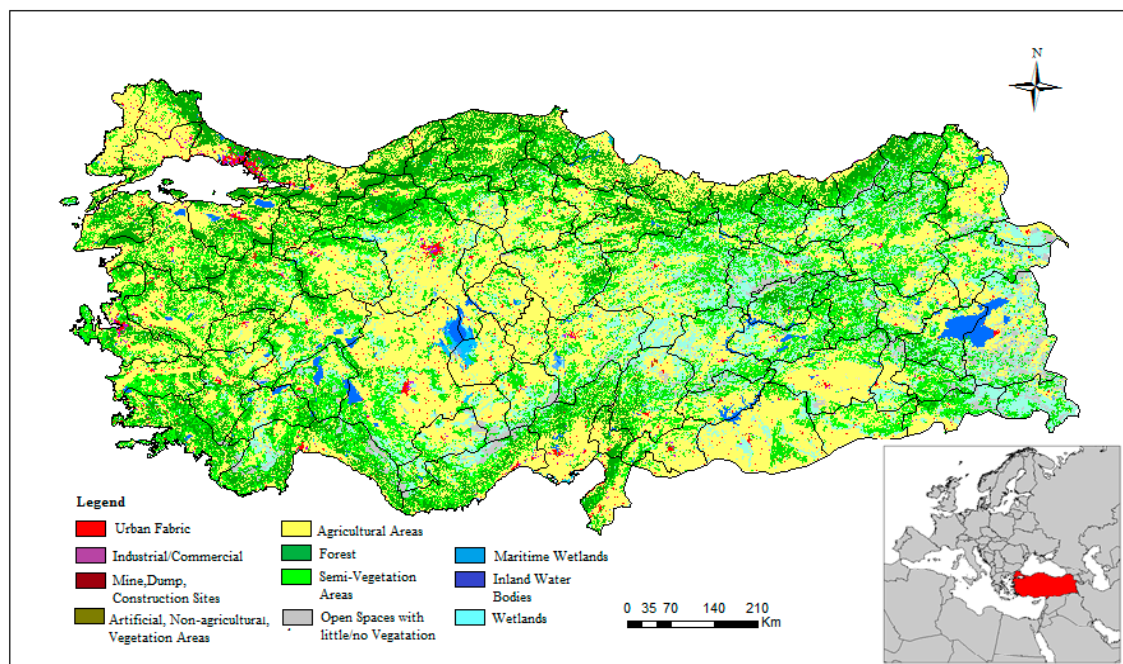 N
Legend
Urban Fabric
Industrial/Commercial
Mine,Dump,
Construction Sites
Artificial, Non-agricultural,
Vegetation Areas
Agricultural Areas
Forest
Semi-Vegetation
Areas
Open Spaces with
little/no Vegatation
Maritime Wetlands
Inland Water
Bodies
Wetlands
0 35 70 140 210
Km